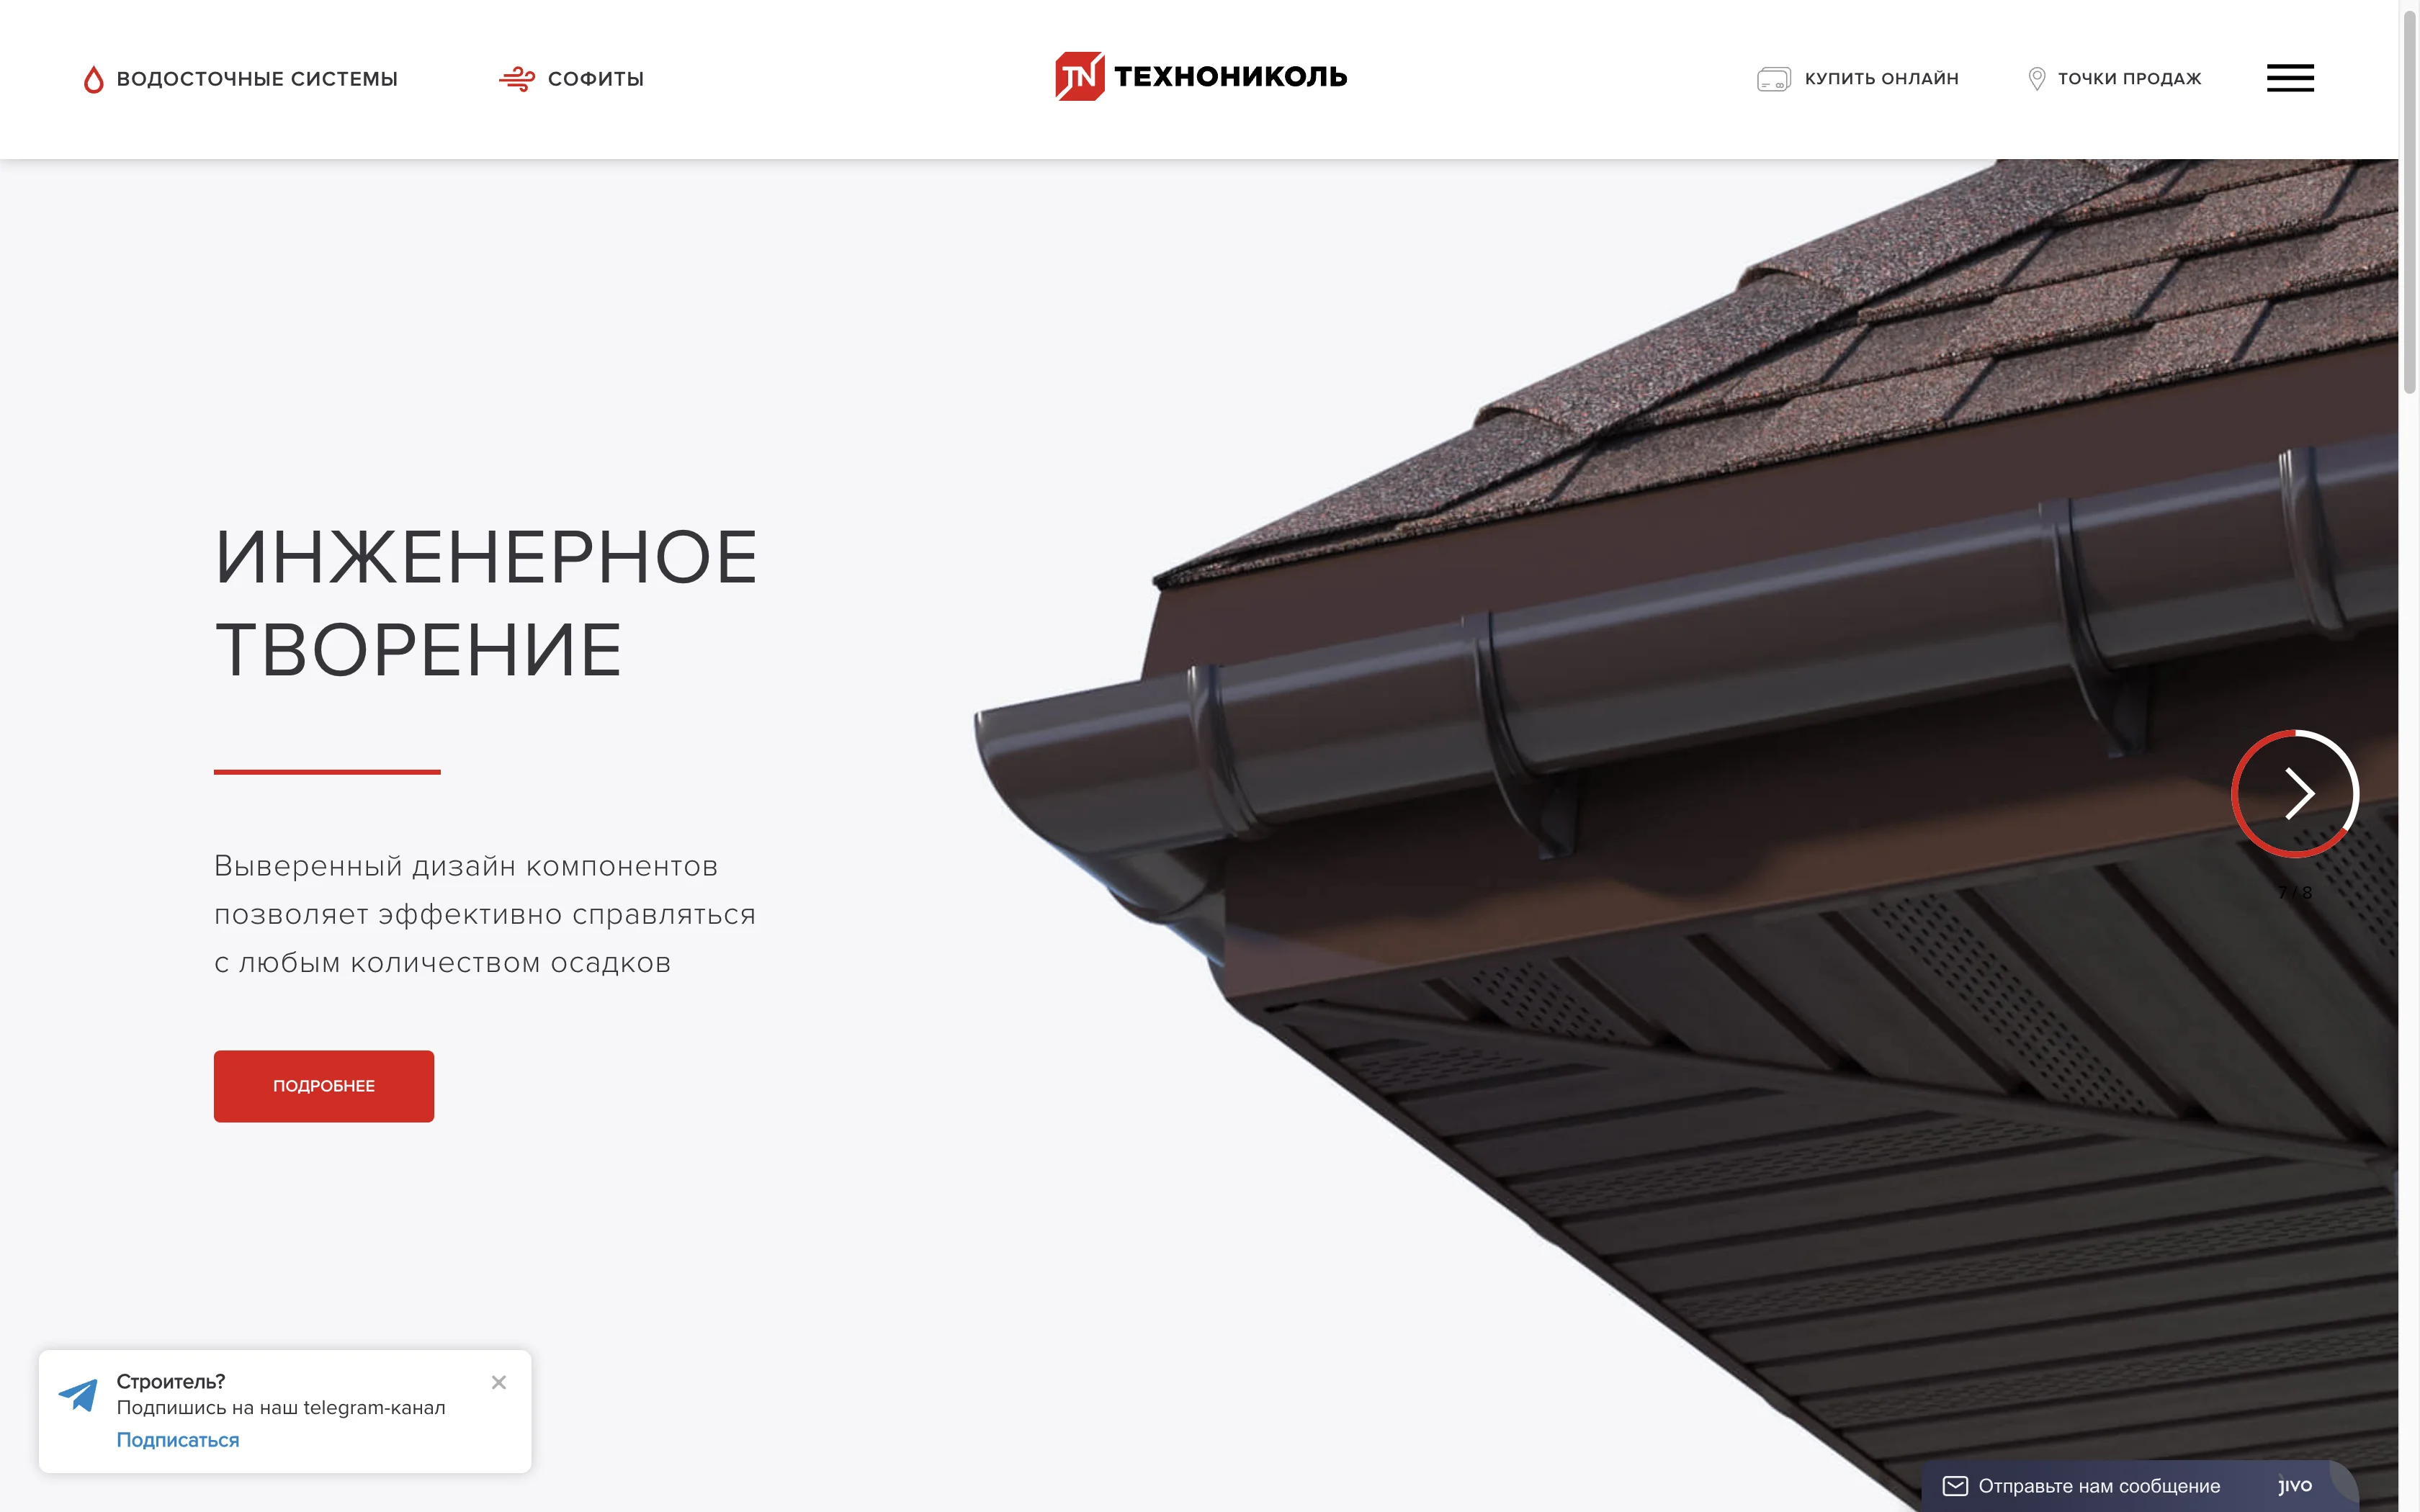 ВОДОСТОЧНЫЕ СИСТЕМЫ
СОФИТЫ
TN ТЕХНОНИКОЛЬ
КУПИТЬ ОНЛАЙН
ТОЧКИ ПРОДАЖ
ИНЖЕНЕРНОЕ
ТВОРЕНИЕ
Выверенный дизайн компонентов
позволяет эффективно справляться
с любым количеством осадков
ПОДРОБНЕЕ
7 / 8
Строитель?
Подпишись на наш telegram-канал
Подписаться
Отправьте нам сообщение
jivo